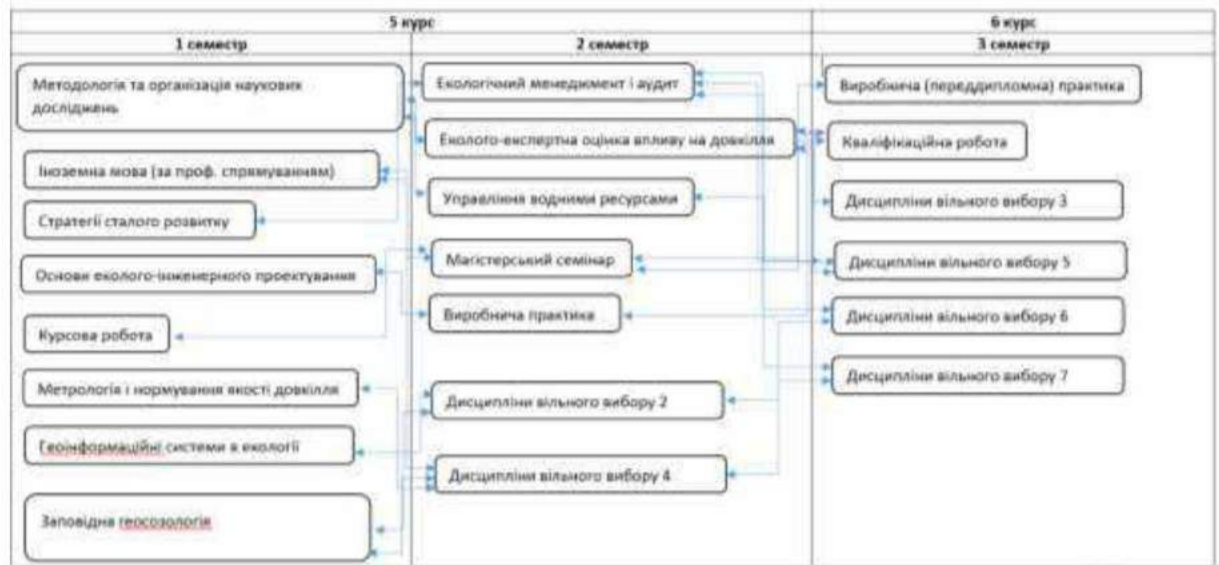 5 курс
6 курс
1 семестр
2 семестр
3 семестр
Методологія та організація наукових
досліджень
Іноземна мова (за проф. спрямуванням)
Стратегії сталого розвитку
Основи еколого-інженерного проектування
Курсова робота
Метрологія і нормування якості довкілля
Геоінформаційні системи в екології
Заповідна геосозологія
Екологічний менеджмент і аудит
Еколого-експертна оцінка впливу на довкілля
Управління водними ресурсами
Магістерський семінар
Виробнича практика
Дисципліни вільного вибору 2
Дисципліни вільного вибору 4
Виробнича (переддипломна) практика
Кваліфікаційна робота
Дисципліни вільного вибору 3
Дисципліни вільного вибору 5
Дисципліни вільного вибору 6
Дисципліни вільного вибору 7